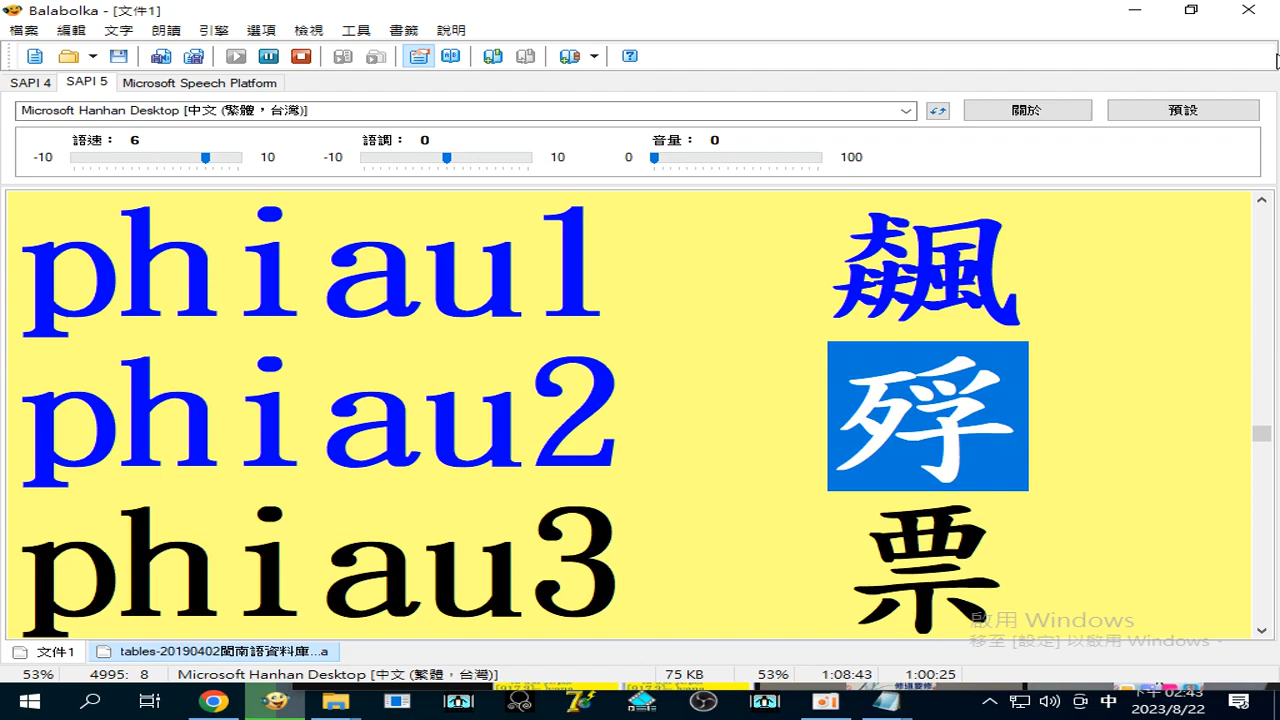 Balabolka - [文件1]
檔案 編輯 文字 朗讀 引擎 選項 檢視 工具 書籤 說明
SAPI 4 SAPI 5 Microsoft Speech Platform
Microsoft Hanhan Desktop [中文 (繁體，台灣)] 關於 預設
語速： 6 語調： 0 音量： 0
-10 10 -10 10 0 100
phiau1 飆
phiau2 殍
phiau3 票
啟用 Windows
移至 [設定] 以啟用 Windows。
文件1 tables-20190402閩南語資料庫...a
53% 4995: 8 Microsoft Hanhan Desktop [中文 (繁體，台灣)] 75 KB 53% 1:08:43 1:00:25
中 下午 02:43
2023/8/22